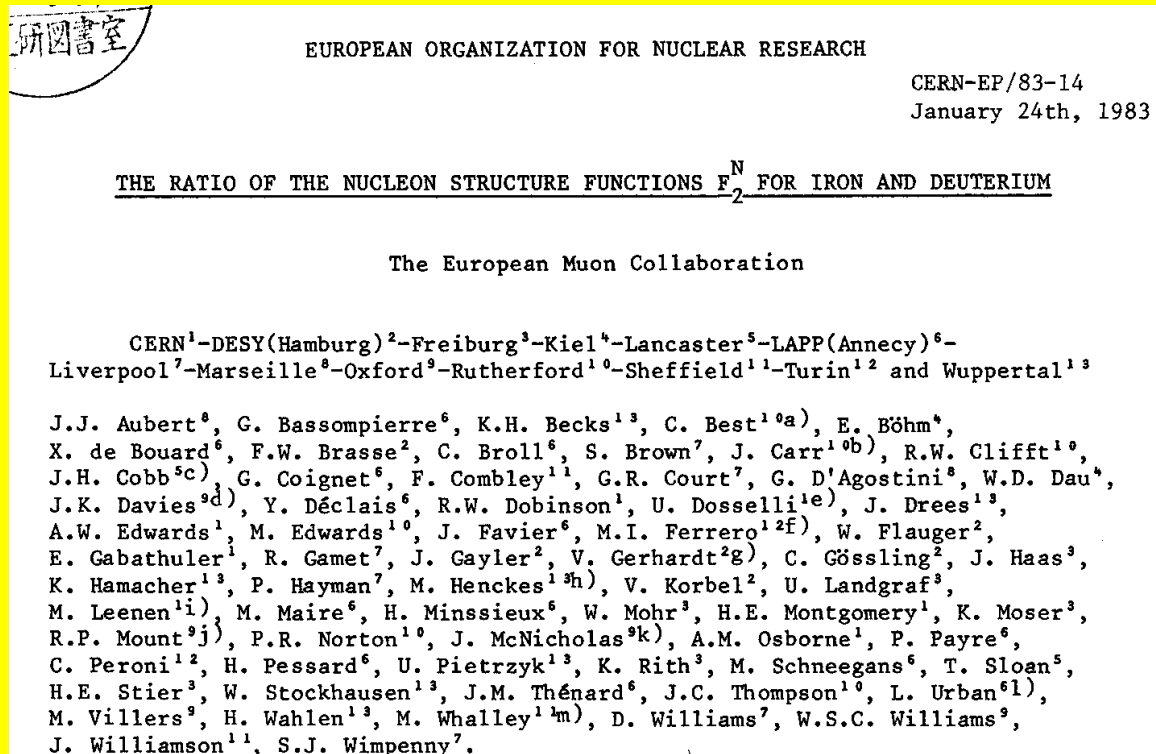 研図書室
EUROPEAN ORGANIZATION FOR NUCLEAR RESEARCH
CERN-EP/83-14
January 24th, 1983
THE RATIO OF THE NUCLEON STRUCTURE FUNCTIONS F₂ᴺ FOR IRON AND DEUTERIUM
The European Muon Collaboration
CERN¹-DESY(Hamburg)²-Freiburg³-Kiel⁴-Lancaster⁵-LAPP(Annecy)⁶-
Liverpool⁷-Marseille⁸-Oxford⁹-Rutherford¹⁰-Sheffield¹¹-Turin¹² and Wuppertal¹³
J.J. Aubert⁸, G. Bassompierre⁶, K.H. Becks¹³, C. Best¹⁰ᵃ⁾, E. Böhm⁴,
X. de Bouard⁶, F.W. Brasse², C. Broll⁶, S. Brown⁷, J. Carr¹⁰ᵇ⁾, R.W. Clifft¹⁰,
J.H. Cobb⁵ᶜ⁾, G. Coignet⁶, F. Combley¹¹, G.R. Court⁷, G. D'Agostini⁸, W.D. Dau⁴,
J.K. Davies⁹ᵈ⁾, Y. Déclais⁶, R.W. Dobinson¹, U. Dosselli¹ᵉ⁾, J. Drees¹³,
A.W. Edwards¹, M. Edwards¹⁰, J. Favier⁶, M.I. Ferrero¹²ᶠ⁾, W. Flauger²,
E. Gabathuler¹, R. Gamet⁷, J. Gayler², V. Gerhardt²ᵍ⁾, C. Gössling², J. Haas³,
K. Hamacher¹³, P. Hayman⁷, M. Henckes¹³ʰ⁾, V. Korbel², U. Landgraf³,
M. Leenen¹ⁱ⁾, M. Maire⁶, H. Minssieux⁶, W. Mohr³, H.E. Montgomery¹, K. Moser³,
R.P. Mount⁹ʲ⁾, P.R. Norton¹⁰, J. McNicholas⁹ᵏ⁾, A.M. Osborne¹, P. Payre⁶,
C. Peroni¹², H. Pessard⁶, U. Pietrzyk¹³, K. Rith³, M. Schneegans⁶, T. Sloan⁵,
H.E. Stier³, W. Stockhausen¹³, J.M. Thénard⁶, J.C. Thompson¹⁰, L. Urban⁶ˡ⁾,
M. Villers⁹, H. Wahlen¹³, M. Whalley¹¹ᵐ⁾, D. Williams⁷, W.S.C. Williams⁹,
J. Williamson¹¹, S.J. Wimpenny⁷.